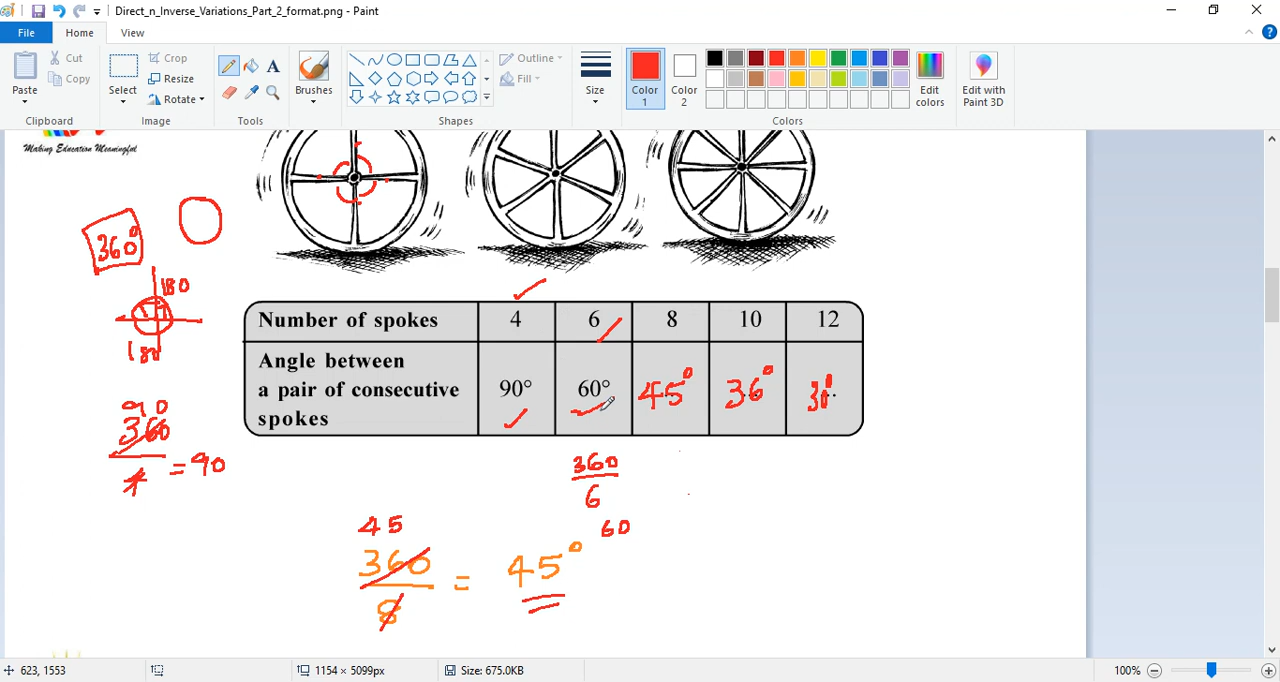 Direct_n_Inverse_Variations_Part_2_format.png - Paint
File Home View
Paste
Cut
Copy
Clipboard
Select
Crop
Resize
Rotate
Image
A
Tools
Brushes
Shapes
Outline
Fill
Size
Color 1
Color 2
Edit colors
Edit with Paint 3D
Colors
Making Education Meaningful
360°
180
180
90
360
4
= 90
Number of spokes 4 6 8 10 12
Angle between a pair of consecutive spokes 90° 60° 45° 36° 30°
360
6
60
45
360
8
= 45°
623, 1553
1154 × 5099px
Size: 675.0KB
100%